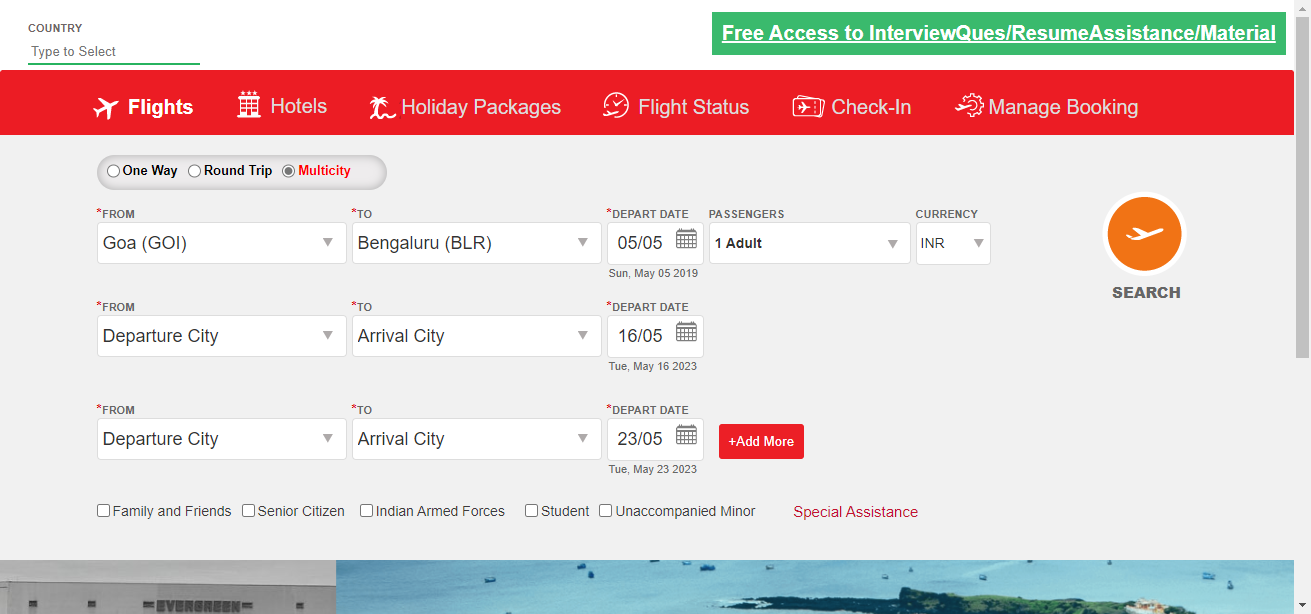 COUNTRY
Type to Select
Free Access to InterviewQues/ResumeAssistance/Material
Flights Hotels Holiday Packages Flight Status Check-In Manage Booking
One Way Round Trip Multicity
*FROM *TO *DEPART DATE PASSENGERS CURRENCY
Goa (GOI) Bengaluru (BLR) 05/05 1 Adult INR
Sun, May 05 2019
SEARCH
*FROM *TO *DEPART DATE
Departure City Arrival City 16/05
Tue, May 16 2023
*FROM *TO *DEPART DATE
Departure City Arrival City 23/05 +Add More
Tue, May 23 2023
Family and Friends Senior Citizen Indian Armed Forces Student Unaccompanied Minor Special Assistance
EVERGREEN